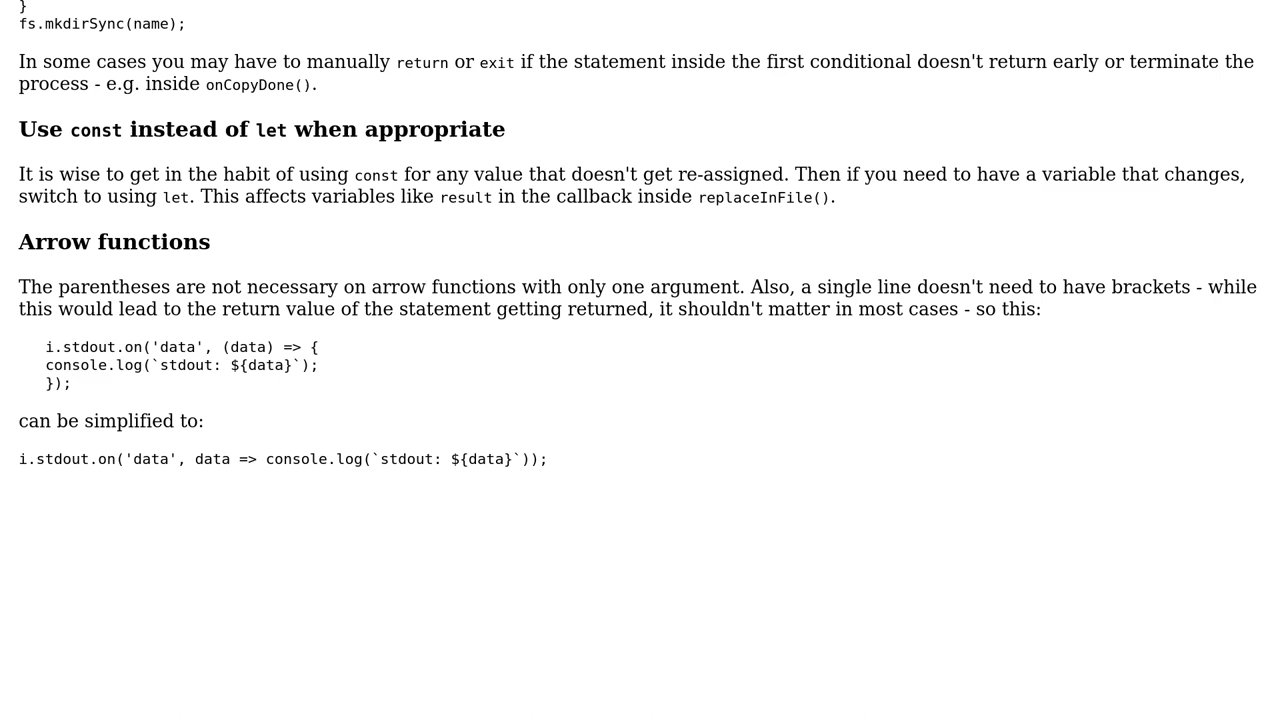 }
fs.mkdirSync(name);
In some cases you may have to manually return or exit if the statement inside the first conditional doesn't return early or terminate the
process - e.g. inside onCopyDone().
Use const instead of let when appropriate
It is wise to get in the habit of using const for any value that doesn't get re-assigned. Then if you need to have a variable that changes,
switch to using let. This affects variables like result in the callback inside replaceInFile().
Arrow functions
The parentheses are not necessary on arrow functions with only one argument. Also, a single line doesn't need to have brackets - while
this would lead to the return value of the statement getting returned, it shouldn't matter in most cases - so this:
i.stdout.on('data', (data) => {
console.log(`stdout: ${data}`);
});
can be simplified to:
i.stdout.on('data', data => console.log(`stdout: ${data}`));